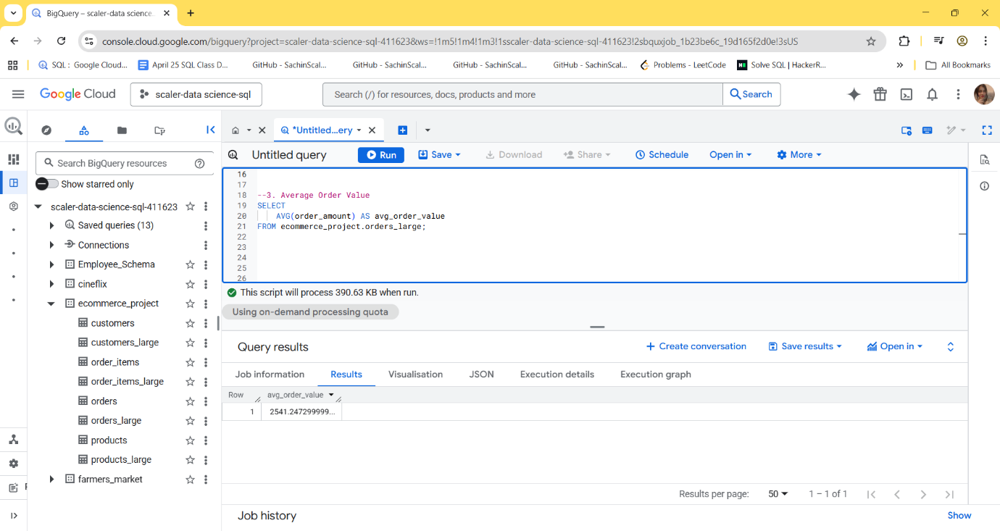 BigQuery – scaler-data science.
console.cloud.google.com/bigquery?project=scaler-data-science-sql-411623&ws=!1m5!1m4!1m3!1sscaler-data-science-sql-411623!2sbquxjob_1b23be6c_19d165f2d0e!3sUS
SQL : Google Cloud...
April 25 SQL Class D...
GitHub - SachinScal...
GitHub - SachinScal...
GitHub - SachinScal...
GitHub - SachinScal...
Problems - LeetCode
Solve SQL | HackerR...
All Bookmarks
Google Cloud
scaler-data science-sql
Search (/) for resources, docs, products and more
Search
*Untitled...ery
Search BigQuery resources
Show starred only
scaler-data-science-sql-411623
Saved queries (13)
Connections
Employee_Schema
cineflix
ecommerce_project
customers
customers_large
order_items
order_items_large
orders
orders_large
products
products_large
farmers_market
Untitled query
Run
Save
Download
Share
Schedule
Open in
More
16
17
18 --3. Average Order Value
19 SELECT
20 AVG(order_amount) AS avg_order_value
21 FROM ecommerce_project.orders_large;
22
23
24
25
26
This script will process 390.63 KB when run.
Using on-demand processing quota
Query results
Create conversation
Save results
Open in
Job information
Results
Visualisation
JSON
Execution details
Execution graph
Row avg_order_value
1 2541.247299999...
Results per page: 50 1 – 1 of 1
Job history
Show